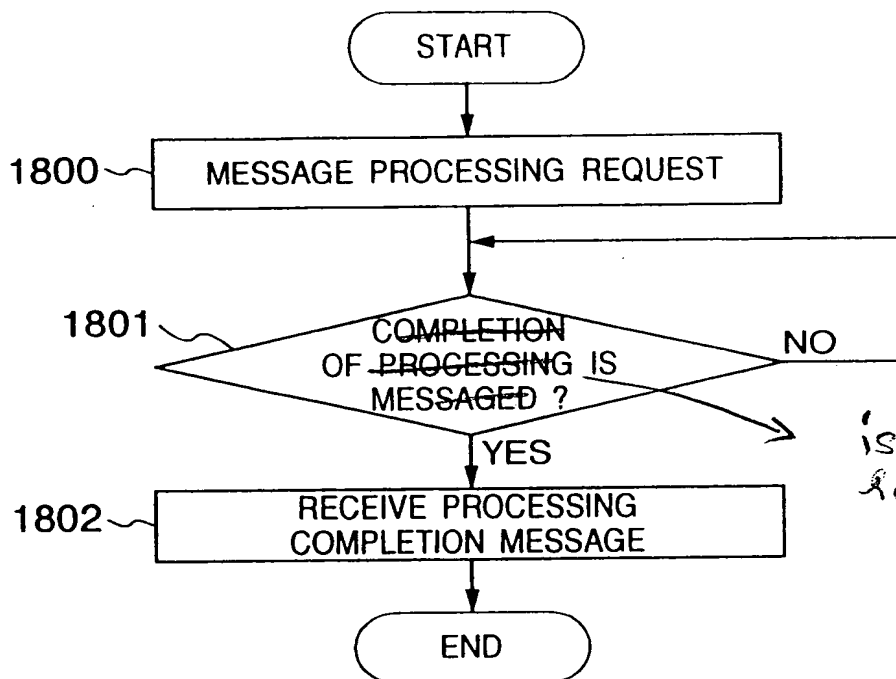 START
1800
MESSAGE PROCESSING REQUEST
1801
COMPLETION
OF PROCESSING IS
MESSAGED ?
NO
is
YES
1802
RECEIVE PROCESSING
COMPLETION MESSAGE
END